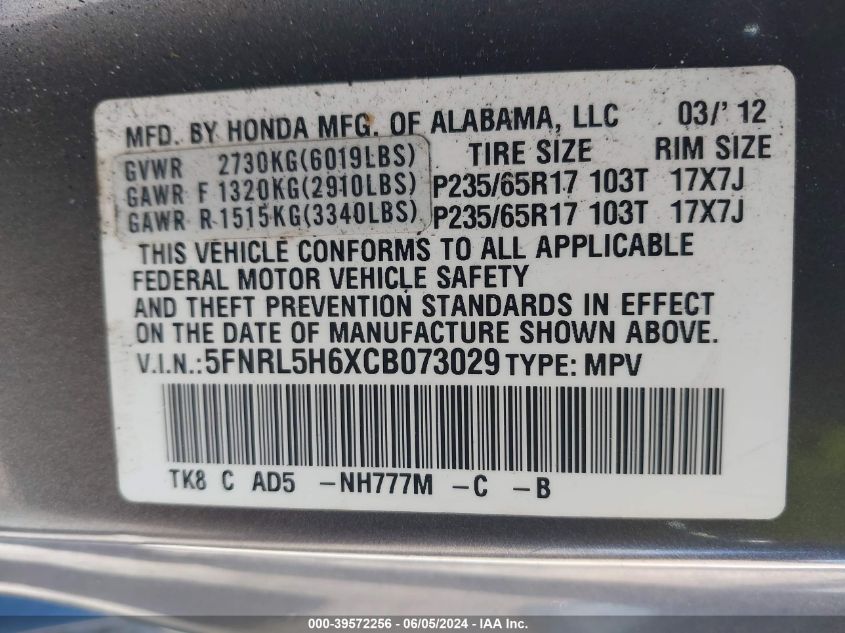 MFD. BY HONDA MFG. OF ALABAMA, LLC 03/'12
GVWR 2730KG(6019LBS) TIRE SIZE RIM SIZE
GAWR F 1320KG(2910LBS) P235/65R17 103T 17X7J
GAWR R 1515KG(3340LBS) P235/65R17 103T 17X7J
THIS VEHICLE CONFORMS TO ALL APPLICABLE
FEDERAL MOTOR VEHICLE SAFETY
AND THEFT PREVENTION STANDARDS IN EFFECT
ON THE DATE OF MANUFACTURE SHOWN ABOVE.
V.I.N.: 5FNRL5H6XCB073029 TYPE: MPV
TK8 C AD5 -NH777M -C -B
000-39572256 - 06/05/2024 - IAA Inc.